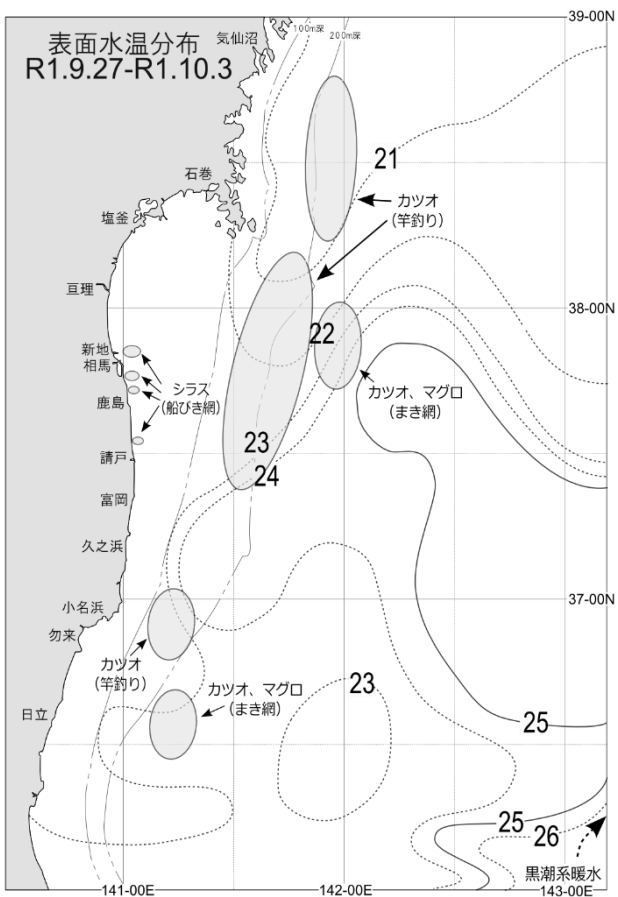 表面水温分布
R1.9.27-R1.10.3
気仙沼
100m深
200m深
39-00N
石巻
21
カツオ
(竿釣り)
塩釜
亘理
38-00N
22
新地
相馬
鹿島
シラス
(船びき網)
カツオ、マグロ
(まき網)
請戸
23
24
富岡
久之浜
小名浜
37-00N
勿来
カツオ
(竿釣り)
カツオ、マグロ
(まき網)
23
日立
25
25
26
黒潮系暖水
141-00E
142-00E
143-00E